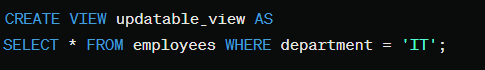 CREATE VIEW updatable_view AS
SELECT * FROM employees WHERE department = 'IT';